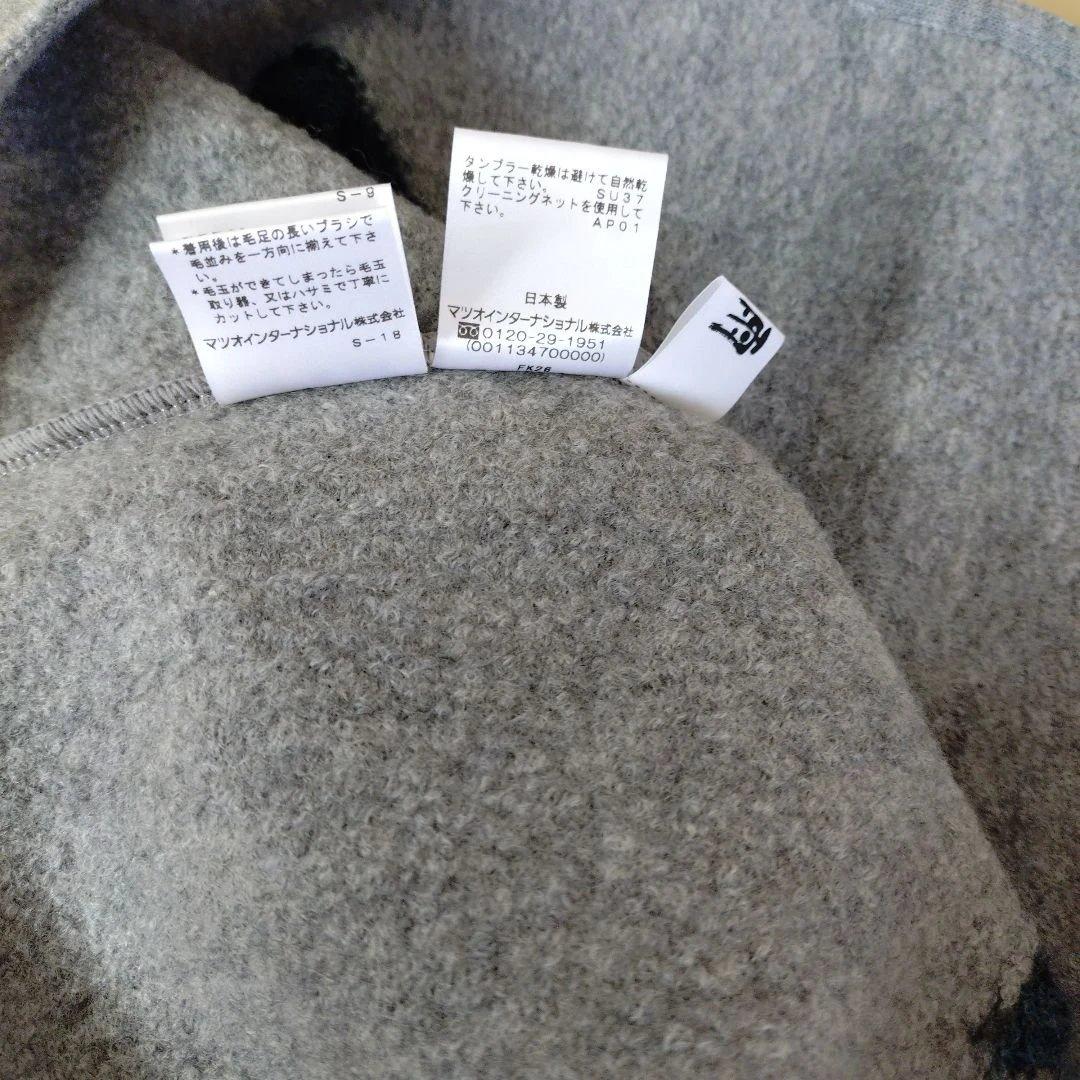 S-9
*着用後は毛足の長いブラシで
毛並みを一方向に揃えて下さ
い。
*毛玉ができてしまったら毛玉
取り器、又はハサミで丁寧に
カットして下さい。
マツオインターナショナル株式会社
S-18
タンブラー乾燥は避けて自然乾
燥して下さい。 SU37
クリーニングネットを使用して
下さい。 AP01
日本製
マツオインターナショナル株式会社
0120-29-1951
(001134700000)
FK26